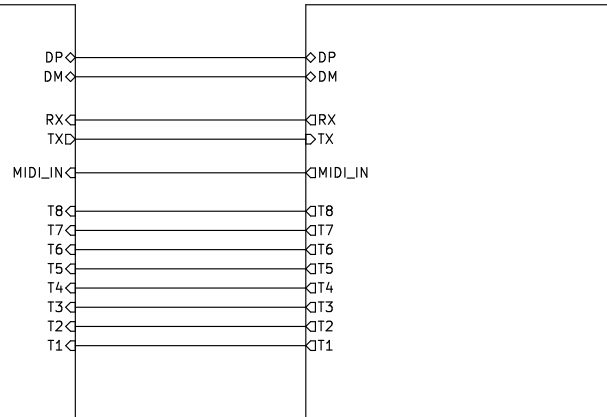 DP DP
DM DM
RX RX
TX TX
MIDI_IN MIDI_IN
T8 T8
T7 T7
T6 T6
T5 T5
T4 T4
T3 T3
T2 T2
T1 T1